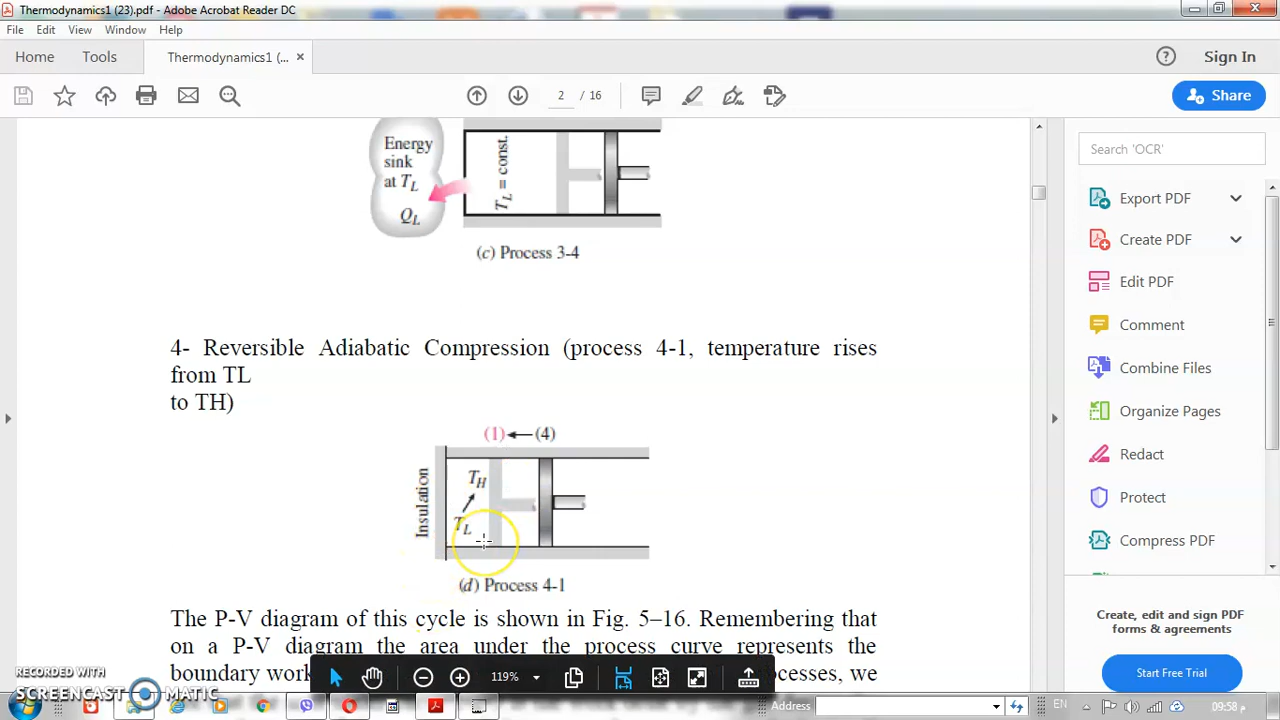 Thermodynamics1 (23).pdf - Adobe Acrobat Reader DC
File Edit View Window Help
Home Tools Thermodynamics1 (... × Sign In
2 / 16 Share
Energy
sink
at TL
QL
TL = const.
(c) Process 3-4
4- Reversible Adiabatic Compression (process 4-1, temperature rises
from TL
to TH)
(1) ← (4)
Insulation
TH
TL
(d) Process 4-1
The P-V diagram of this cycle is shown in Fig. 5–16. Remembering that
on a P-V diagram the area under the process curve represents the
boundary work
ocesses, we
119%
Search 'OCR'
Export PDF
Create PDF
Edit PDF
Comment
Combine Files
Organize Pages
Redact
Protect
Compress PDF
Create, edit and sign PDF
forms & agreements
Start Free Trial
RECORDED WITH
SCREENCAST MATIC
Address EN 09:58 م